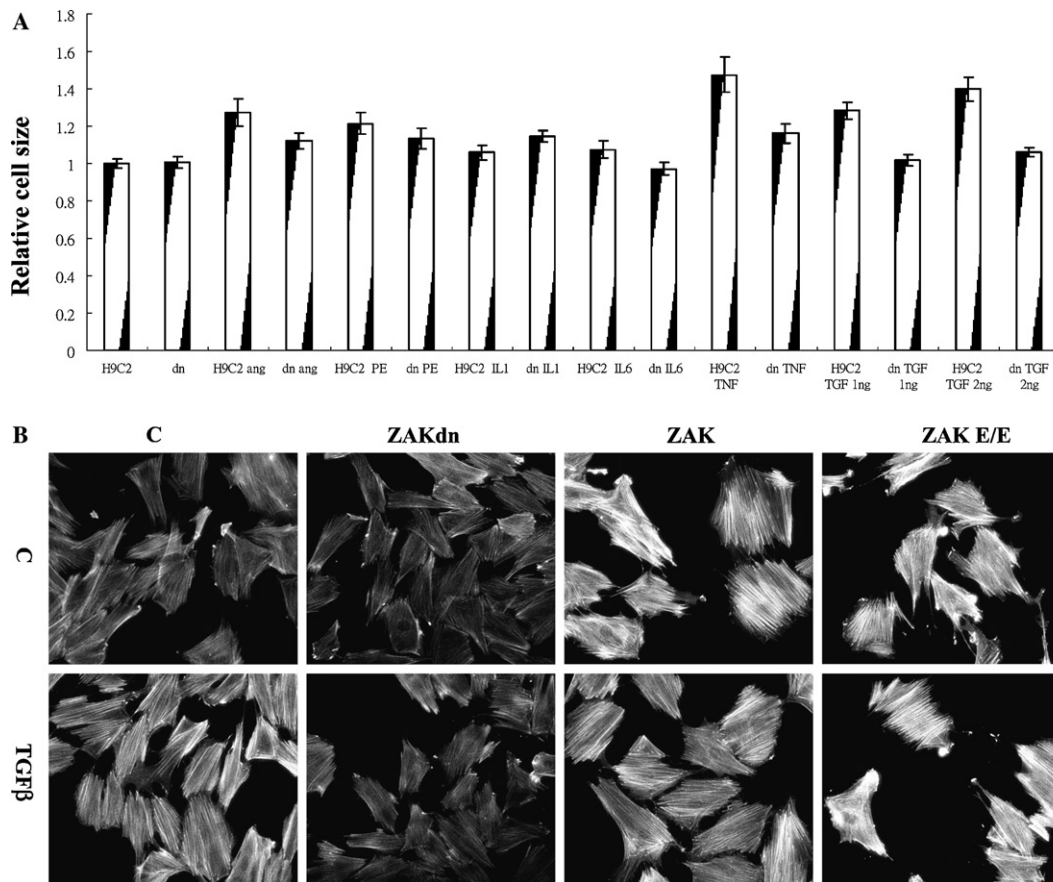 A
Relative cell size
1.8
1.6
1.4
1.2
1
0.8
0.6
0.4
0.2
0
H9C2
dn
H9C2 ang
dn ang
H9C2 PE
dn PE
H9C2 IL1
dn IL1
H9C2 IL6
dn IL6
H9C2
TNF
dn TNF
H9C2
TGF 1ng
dn TGF
1ng
H9C2
TGF 2ng
dn TGF
2ng
B
C
ZAKdn
ZAK
ZAK E/E
C
TGFβ